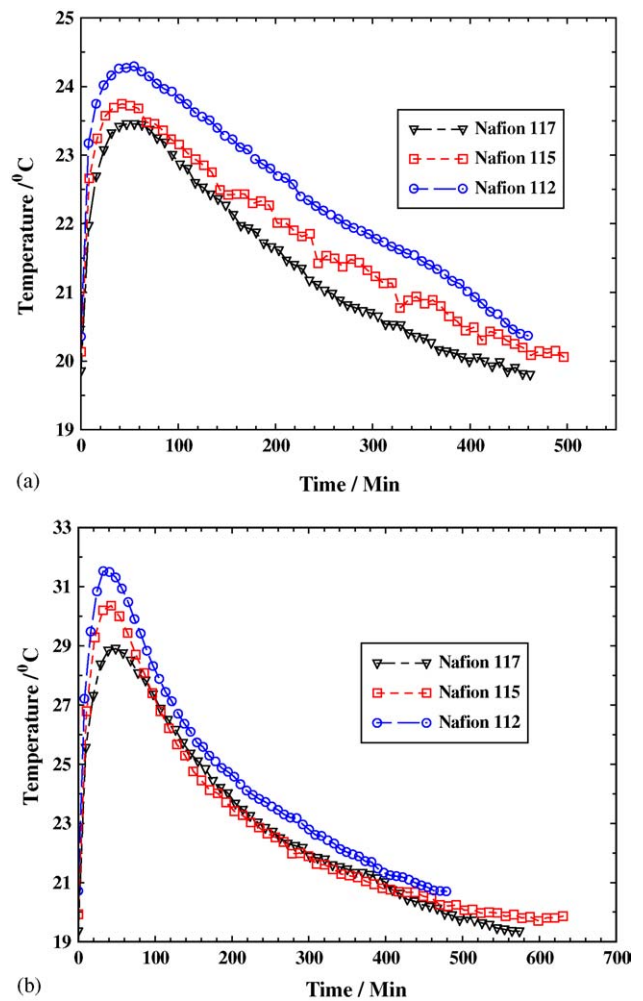 25
24
23
22
21
20
19
Temperature /⁰C
Nafion 117
Nafion 115
Nafion 112
0 100 200 300 400 500
Time / Min
(a)
33
31
29
27
25
23
21
19
Temperature /⁰C
Nafion 117
Nafion 115
Nafion 112
0 100 200 300 400 500 600 700
Time / Min
(b)